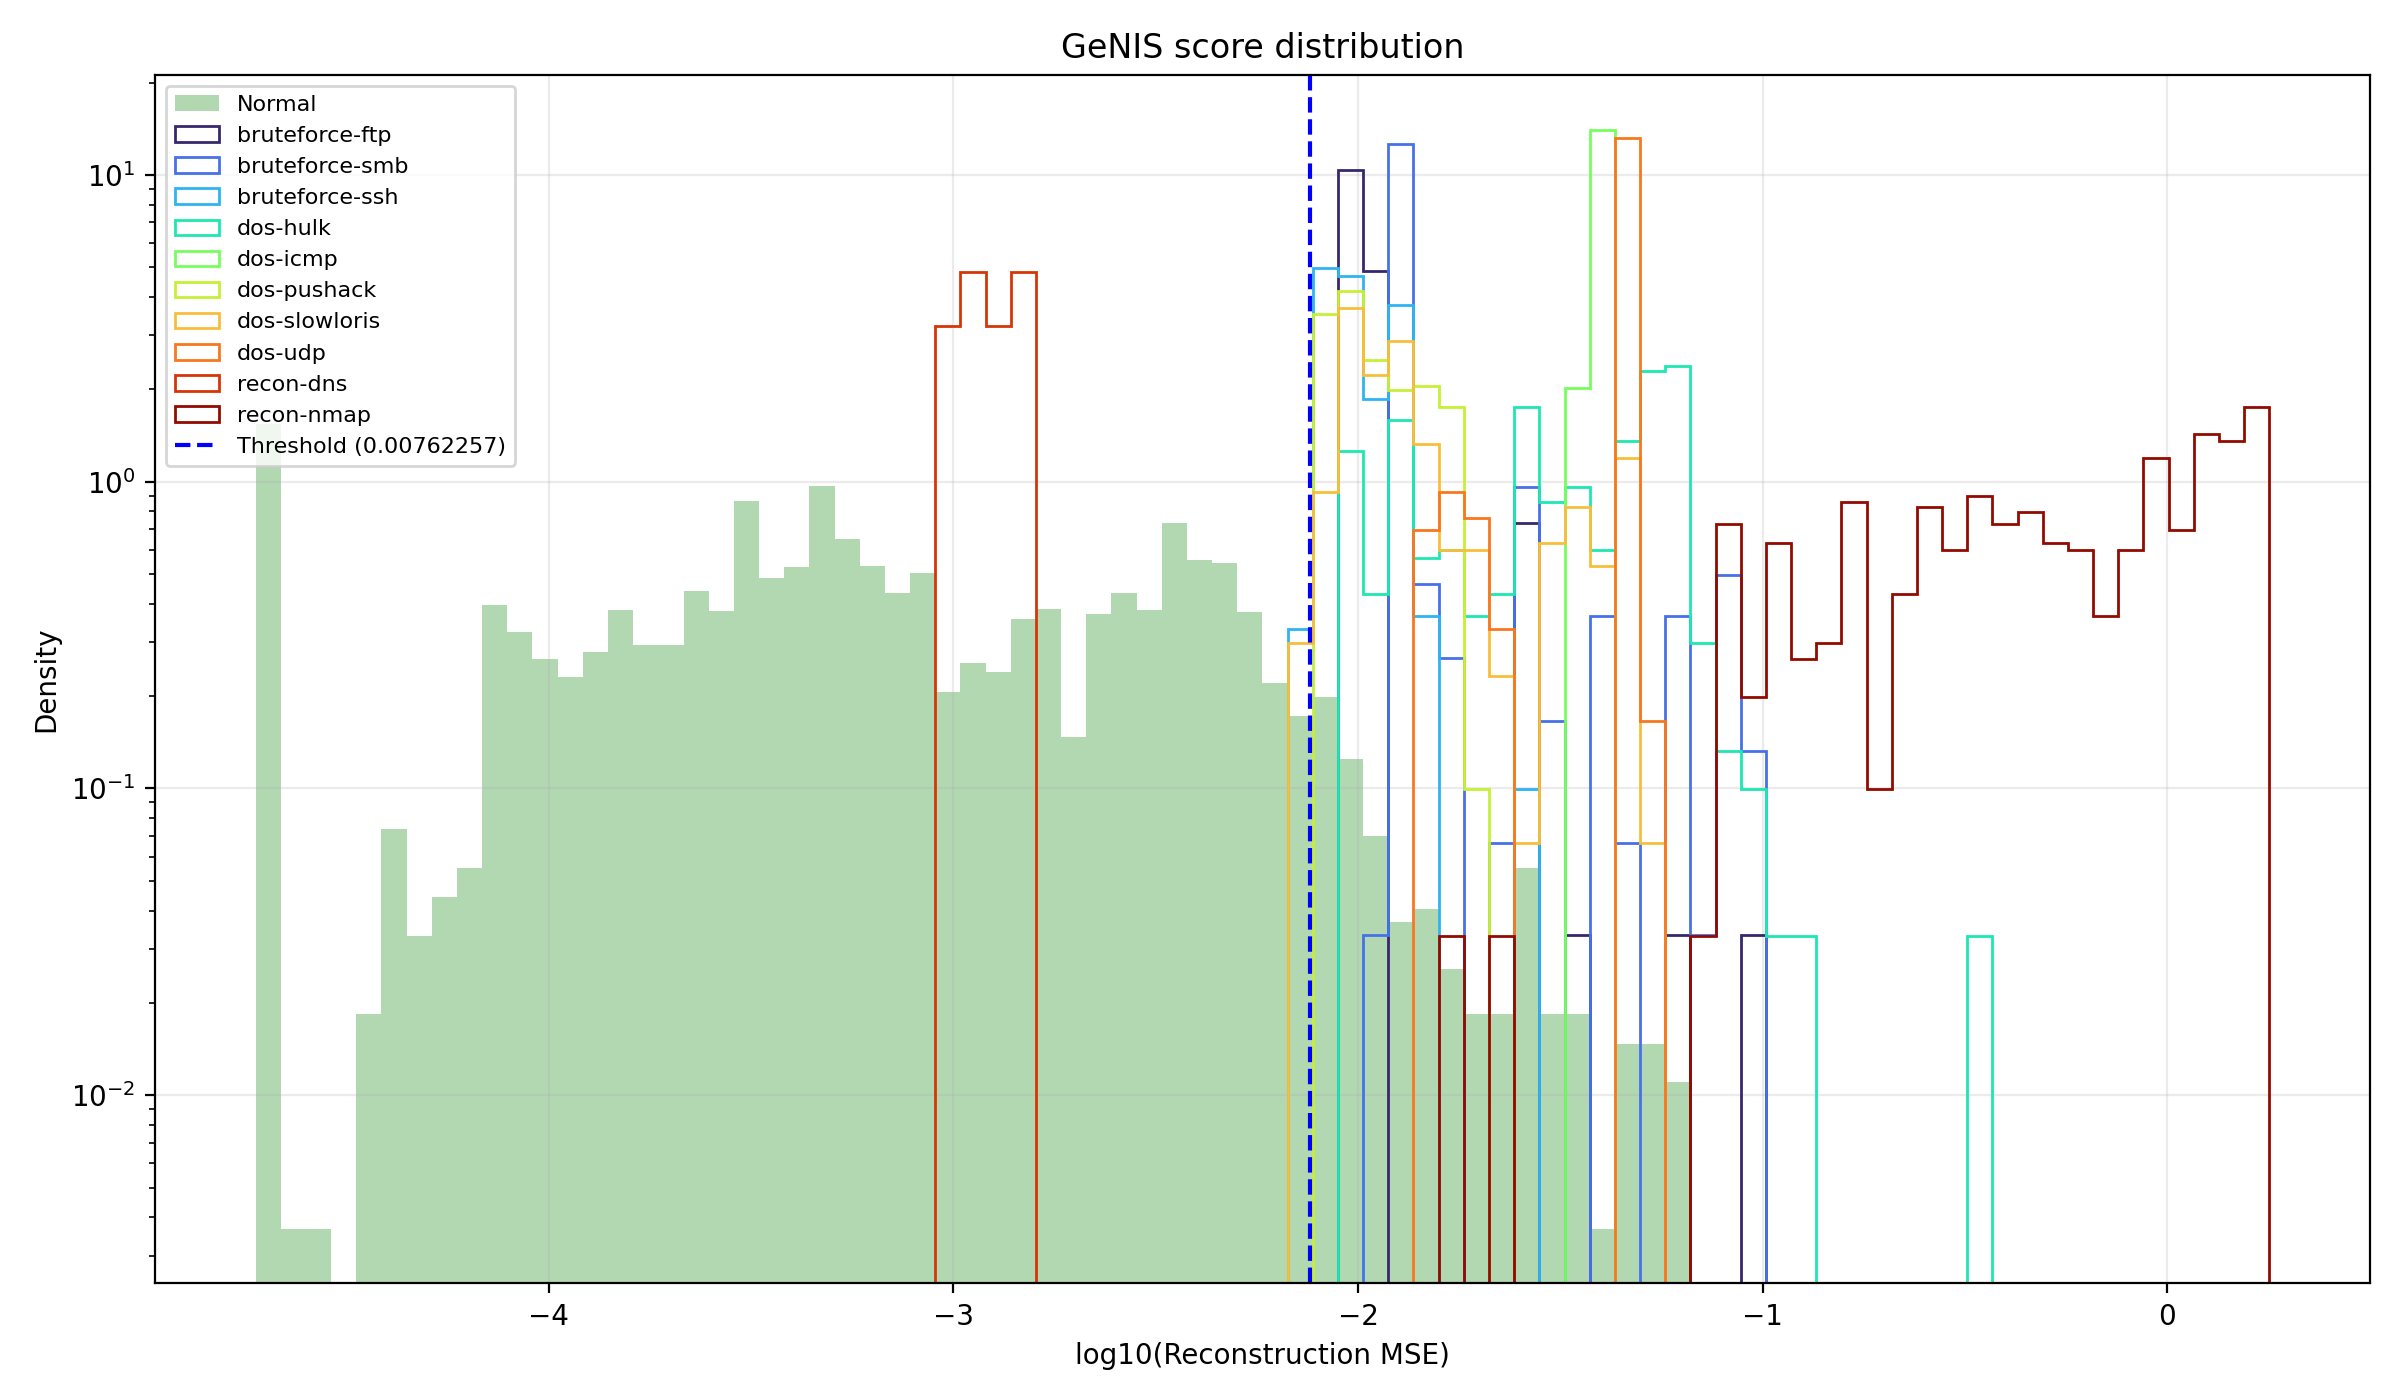 GeNIS score distribution
Normal
bruteforce-ftp
bruteforce-smb
bruteforce-ssh
dos-hulk
dos-icmp
dos-pushack
dos-slowloris
dos-udp
recon-dns
recon-nmap
Threshold (0.00762257)
10¹
10⁰
10⁻¹
10⁻²
Density
−4
−3
−2
−1
0
log10(Reconstruction MSE)